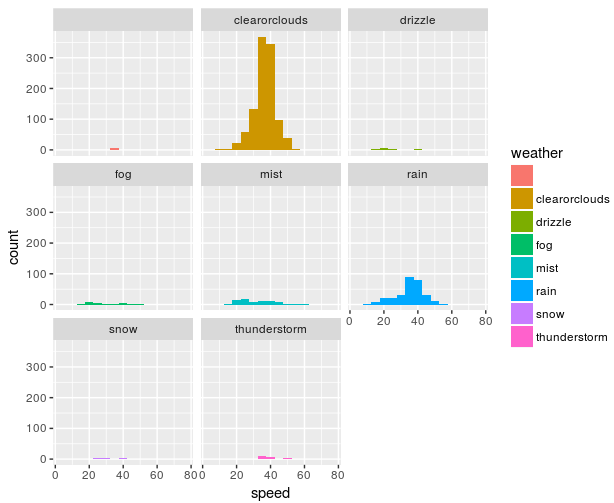 clearorclouds drizzle
300
200
100
0
fog mist rain
300
200
100
0
0 20 40 60 80
snow thunderstorm
300
200
100
0
0 20 40 60 80 0 20 40 60 80
speed
count
weather
clearorclouds
drizzle
fog
mist
rain
snow
thunderstorm